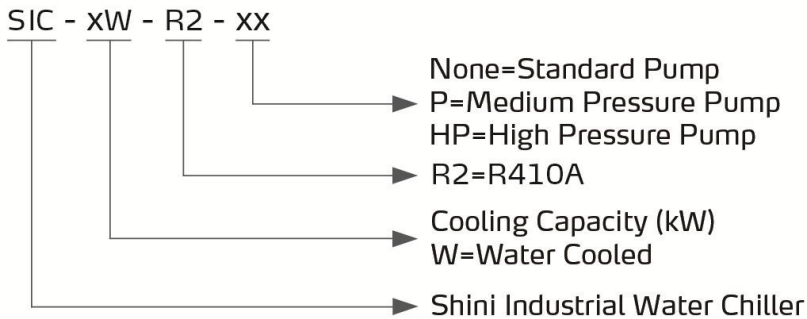 SIC - xW - R2 - xx
None=Standard Pump
P=Medium Pressure Pump
HP=High Pressure Pump
R2=R410A
Cooling Capacity (kW)
W=Water Cooled
Shini Industrial Water Chiller